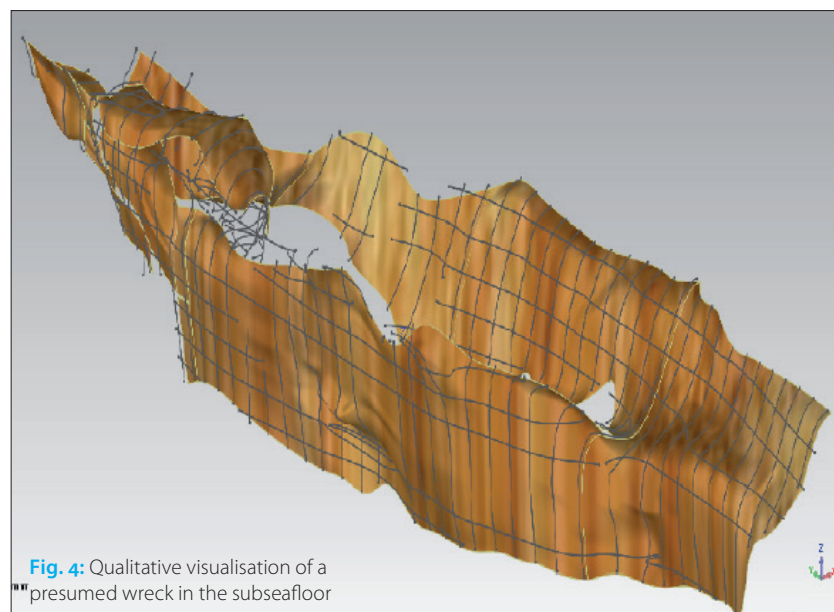 Z
Y X
Fig. 4: Qualitative visualisation of a
presumed wreck in the subseafloor